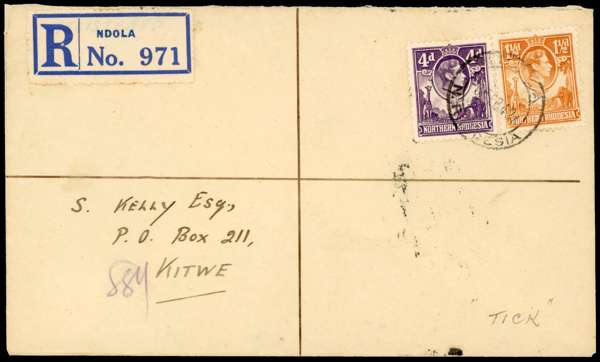 R
NDOLA
No. 971
4d 4d
NORTHERN RHODESIA
1½d 1½d
NORTHERN RHODESIA
S. KELLY Esq,
P.O. Box 211,
KITWE
884
"TICK"